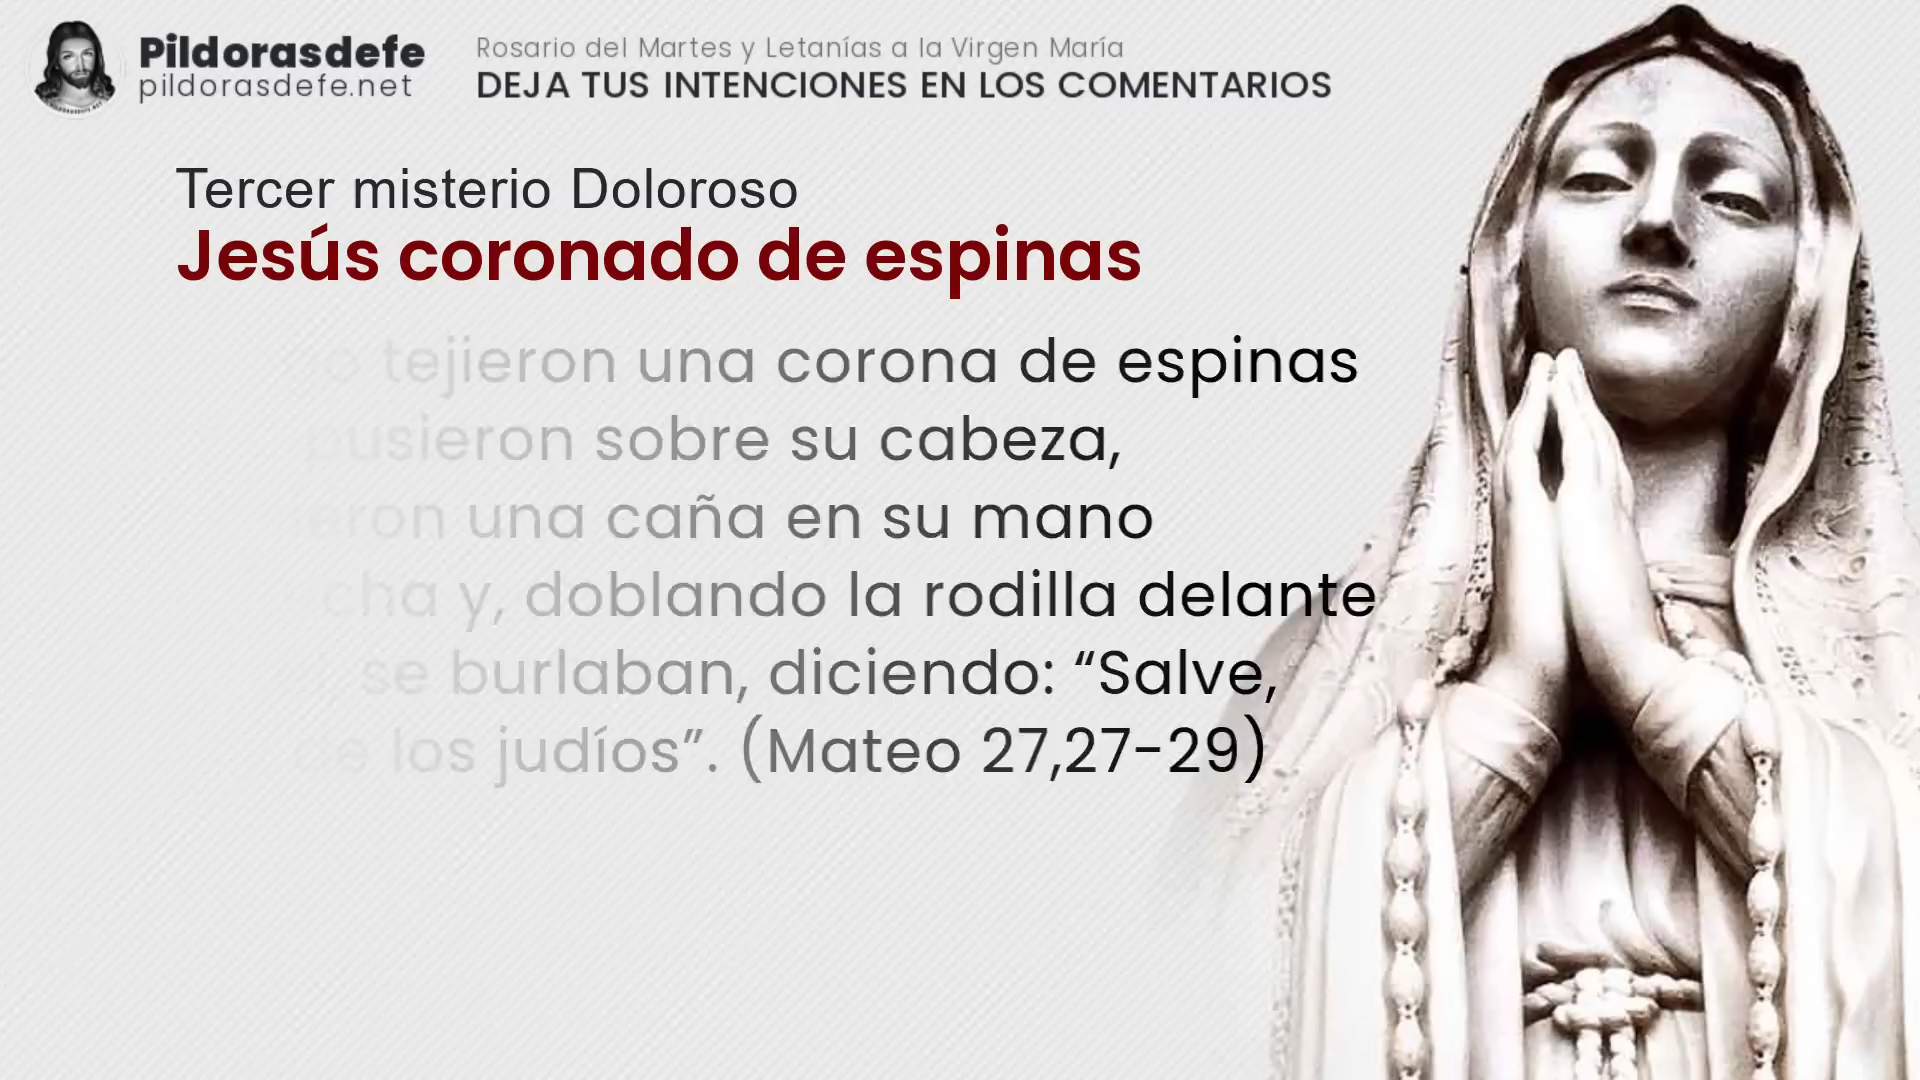 Pildorasdefe
pildorasdefe.net
Rosario del Martes y Letanías a la Virgen María
DEJA TUS INTENCIONES EN LOS COMENTARIOS
Tercer misterio Doloroso
Jesús coronado de espinas
tejieron una corona de espinas
pusieron sobre su cabeza,
una caña en su mano
y, doblando la rodilla delante
se burlaban, diciendo: “Salve,
los judíos”. (Mateo 27,27-29)